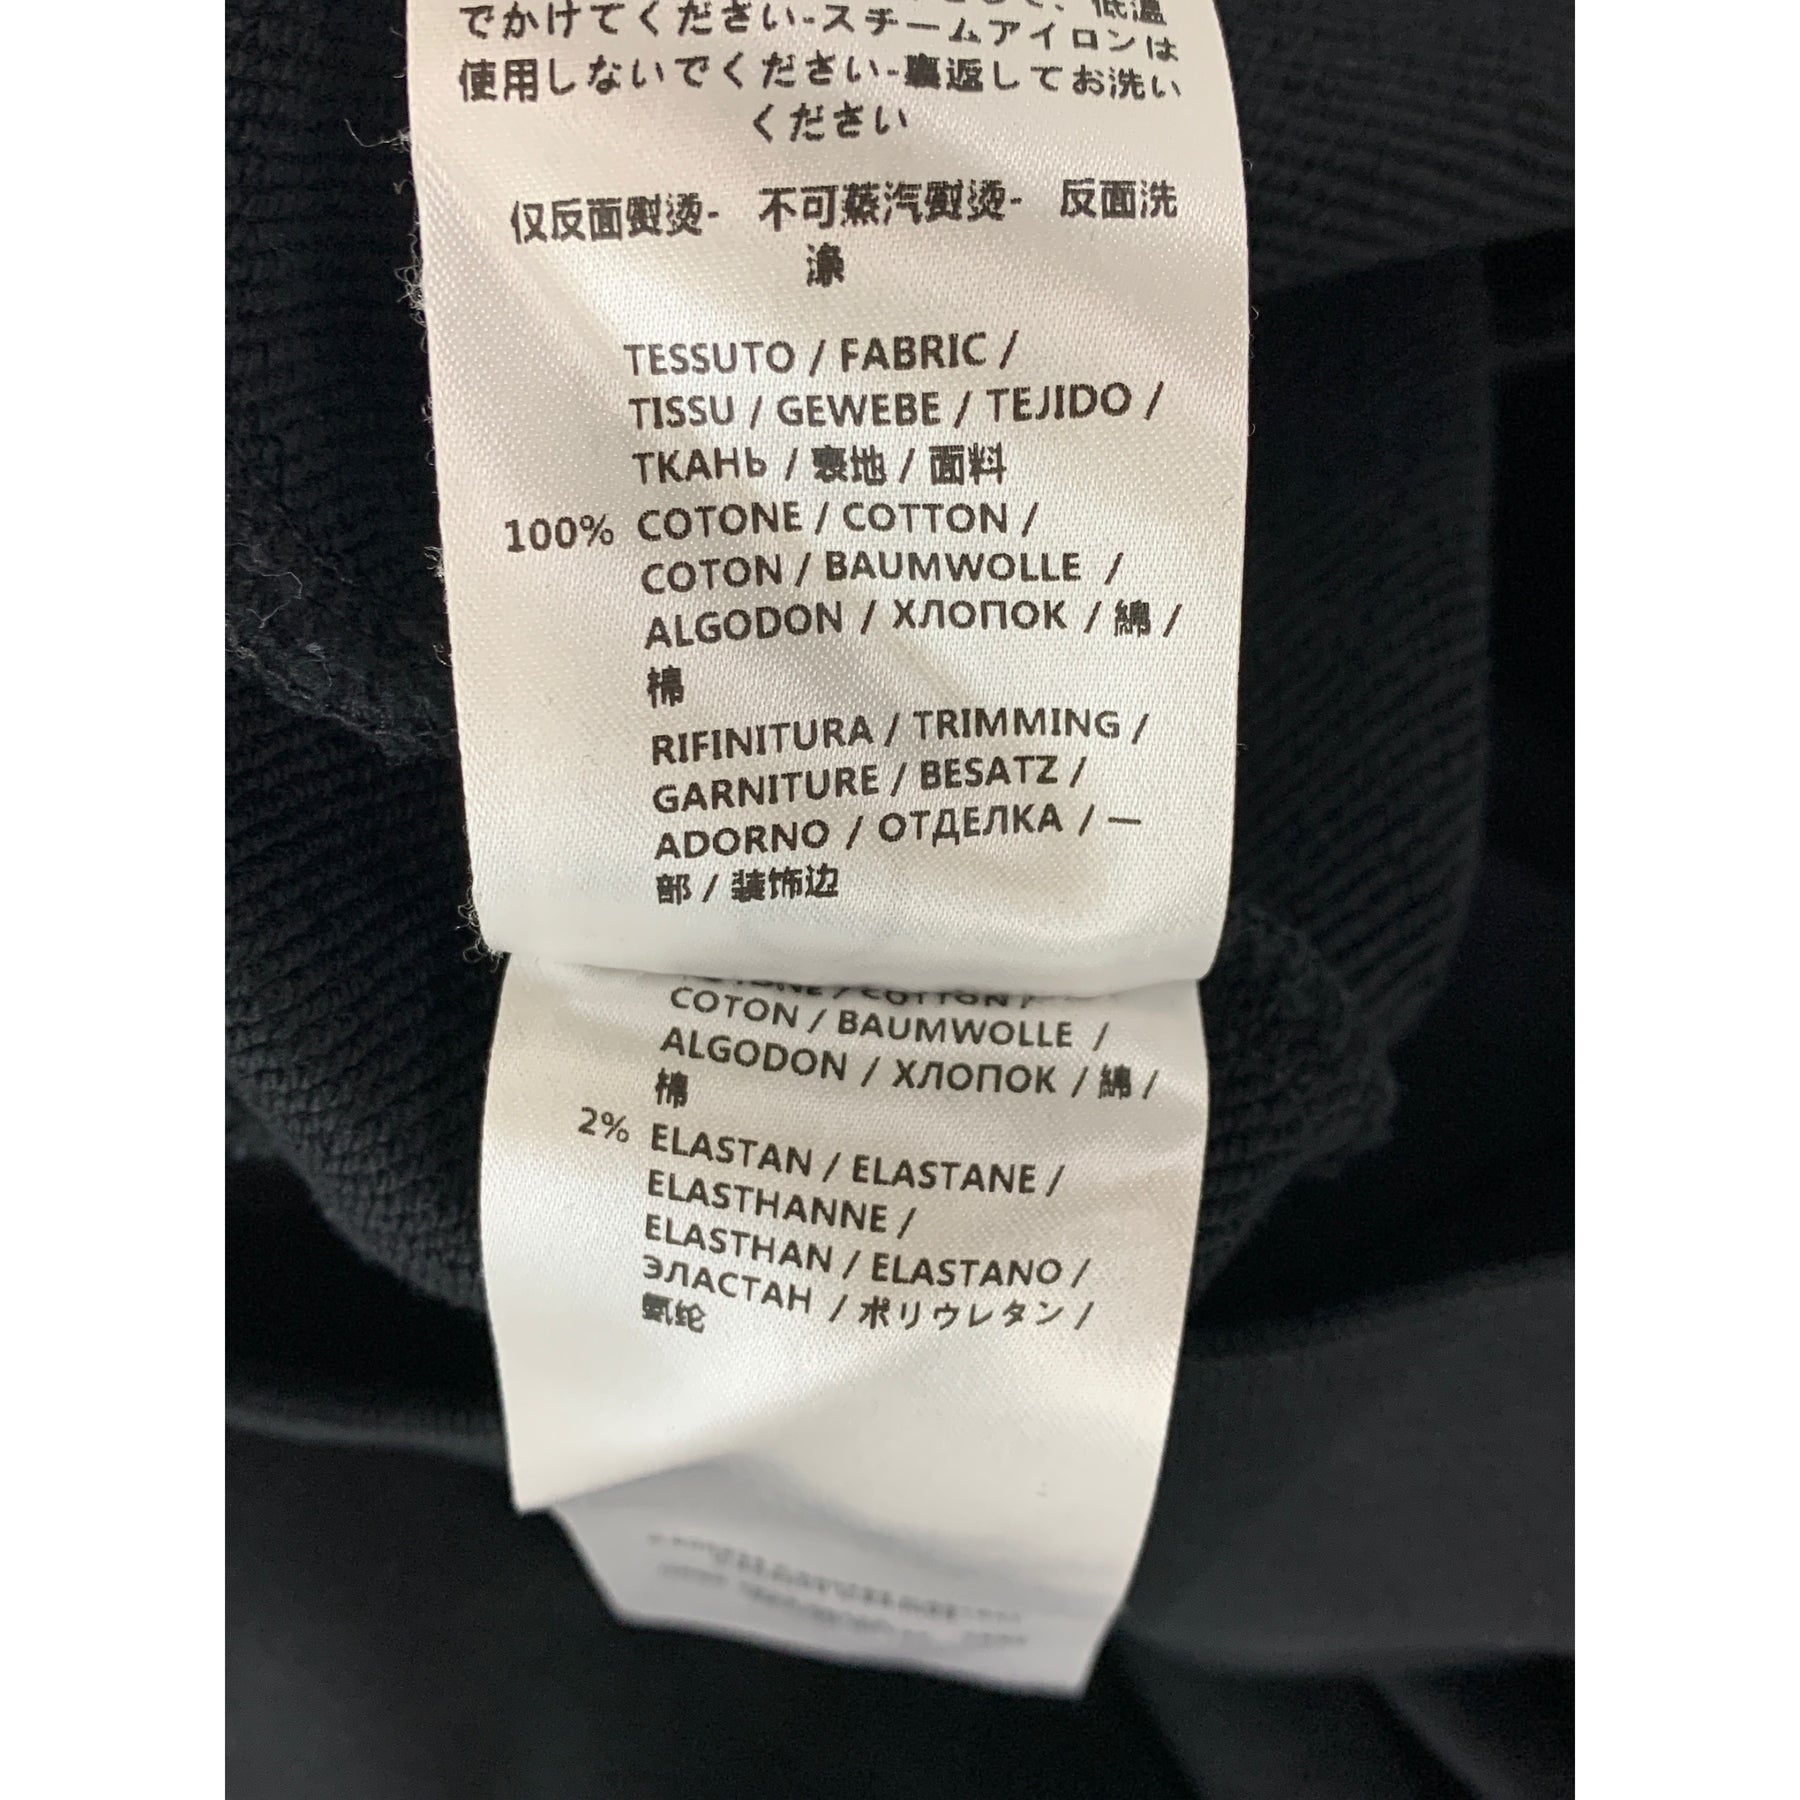 でかけてください-スチームアイロンは
使用しないでください-裏返してお洗い
ください
仅反面熨烫- 不可蒸汽熨烫- 反面洗
涤
TESSUTO / FABRIC /
TISSU / GEWEBE / TEJIDO /
ТКАНЬ / 裏地 / 面料
100% COTONE / COTTON /
COTON / BAUMWOLLE /
ALGODON / ХЛОПОК / 綿 /
棉
RIFINITURA / TRIMMING /
GARNITURE / BESATZ /
ADORNO / ОТДЕЛКА / 一
部 / 装饰边
COTTON /
COTON / BAUMWOLLE /
ALGODON / ХЛОПОК / 綿 /
棉
2% ELASTAN / ELASTANE /
ELASTHANNE /
ELASTHAN / ELASTANO /
ЭЛАСТАН / ポリウレタン /
氨纶